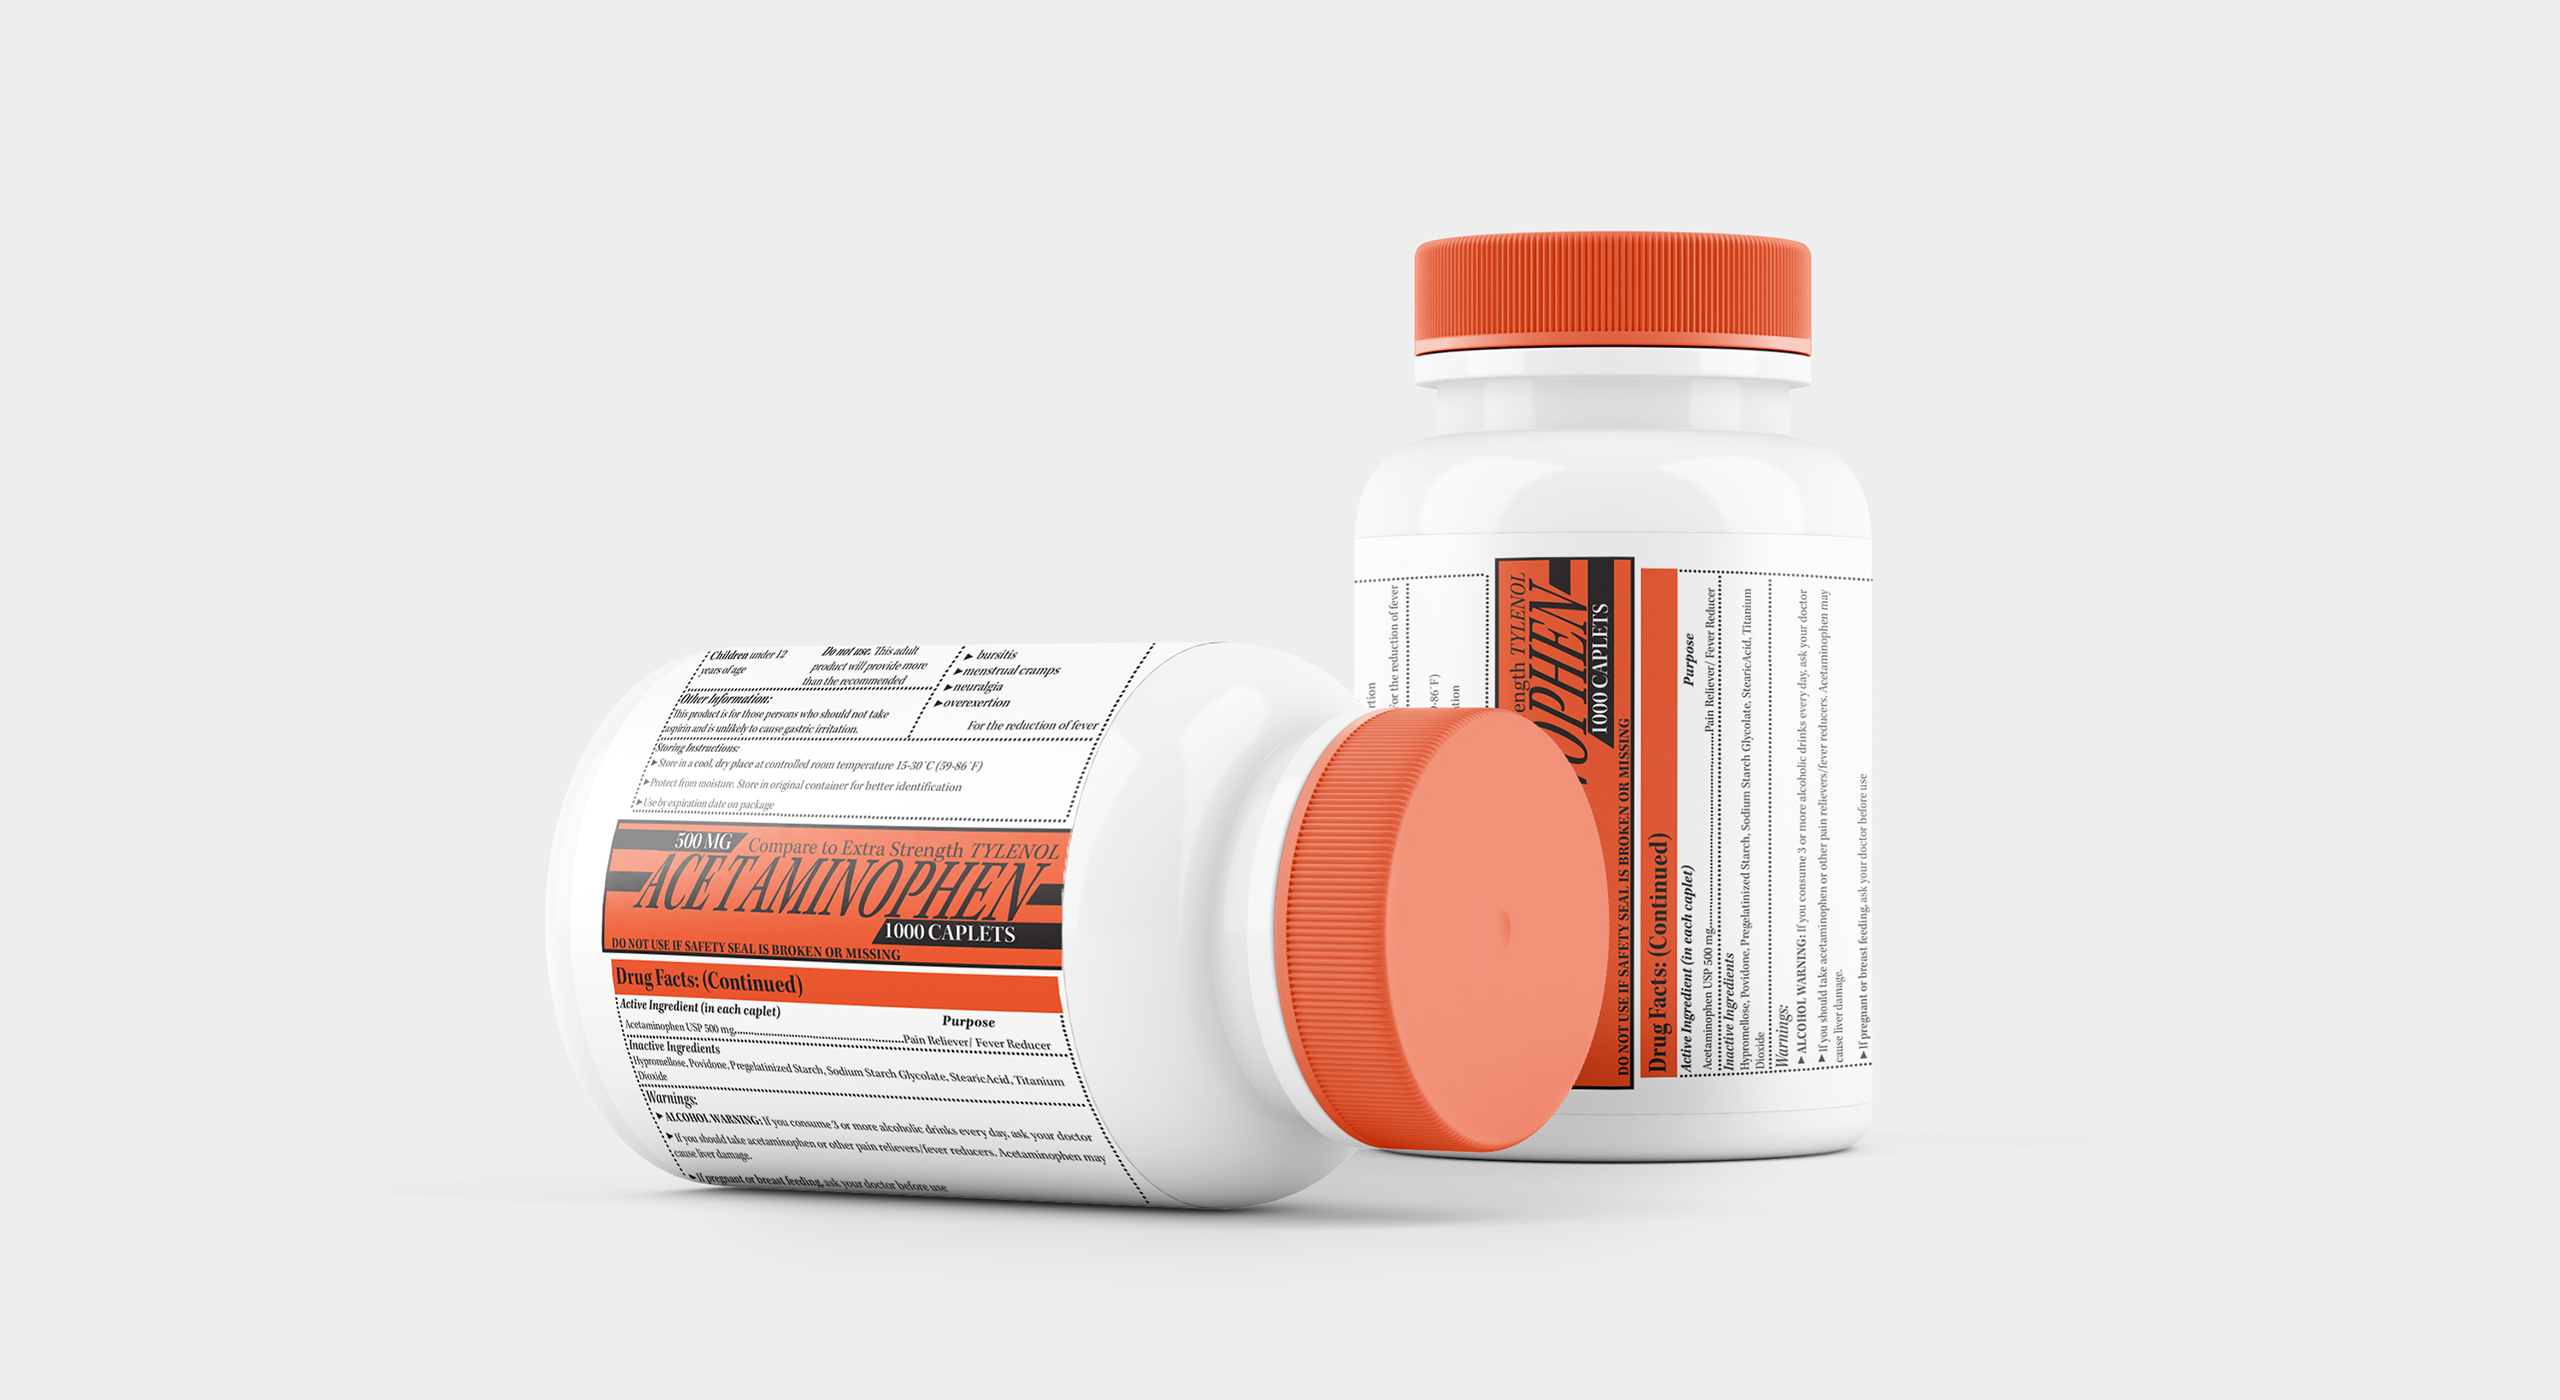 Children under 12
years of age
Do not use. This adult
product will provide more
than the recommended
▶ bursitis
▶menstrual cramps
▶neuralgia
▶overexertion
For the reduction of fever
Other Information:
This product is for those persons who should not take
aspirin and is unlikely to cause gastric irritation.
Storing Instructions:
▶Store in a cool, dry place at controlled room temperature 15-30°C (59-86°F)
▶Protect from moisture. Store in original container for better identification
▶Use by expiration date on package
500 MG Compare to Extra Strength TYLENOL
ACETAMINOPHEN
1000 CAPLETS
DO NOT USE IF SAFETY SEAL IS BROKEN OR MISSING
Drug Facts: (Continued)
Active Ingredient (in each caplet)
Purpose
Acetaminophen USP 500 mg..............................Pain Reliever/ Fever Reducer
Inactive Ingredients
Hypromellose, Povidone, Pregelatinized Starch, Sodium Starch Glycolate, StearicAcid, Titanium
Dioxide
Warnings:
▶ ALCOHOL WARNING: If you consume 3 or more alcoholic drinks every day, ask your doctor
▶If you should take acetaminophen or other pain relievers/fever reducers. Acetaminophen may
cause liver damage.
▶ If pregnant or breast feeding, ask your doctor before use
rtion
For the reduction of fever
-86°F)
ation
ength TYLENOL
OPHEN
1000 CAPLETS
DO NOT USE IF SAFETY SEAL IS BROKEN OR MISSING
Drug Facts: (Continued)
Active Ingredient (in each caplet)
Purpose
Acetaminophen USP 500 mg..............................Pain Reliever/ Fever Reducer
Inactive Ingredients
Hypromellose, Povidone, Pregelatinized Starch, Sodium Starch Glycolate, StearicAcid, Titanium
Dioxide
Warnings:
▶ ALCOHOL WARNING: If you consume 3 or more alcoholic drinks every day, ask your doctor
▶ If you should take acetaminophen or other pain relievers/fever reducers. Acetaminophen may
cause liver damage.
▶ If pregnant or breast feeding, ask your doctor before use